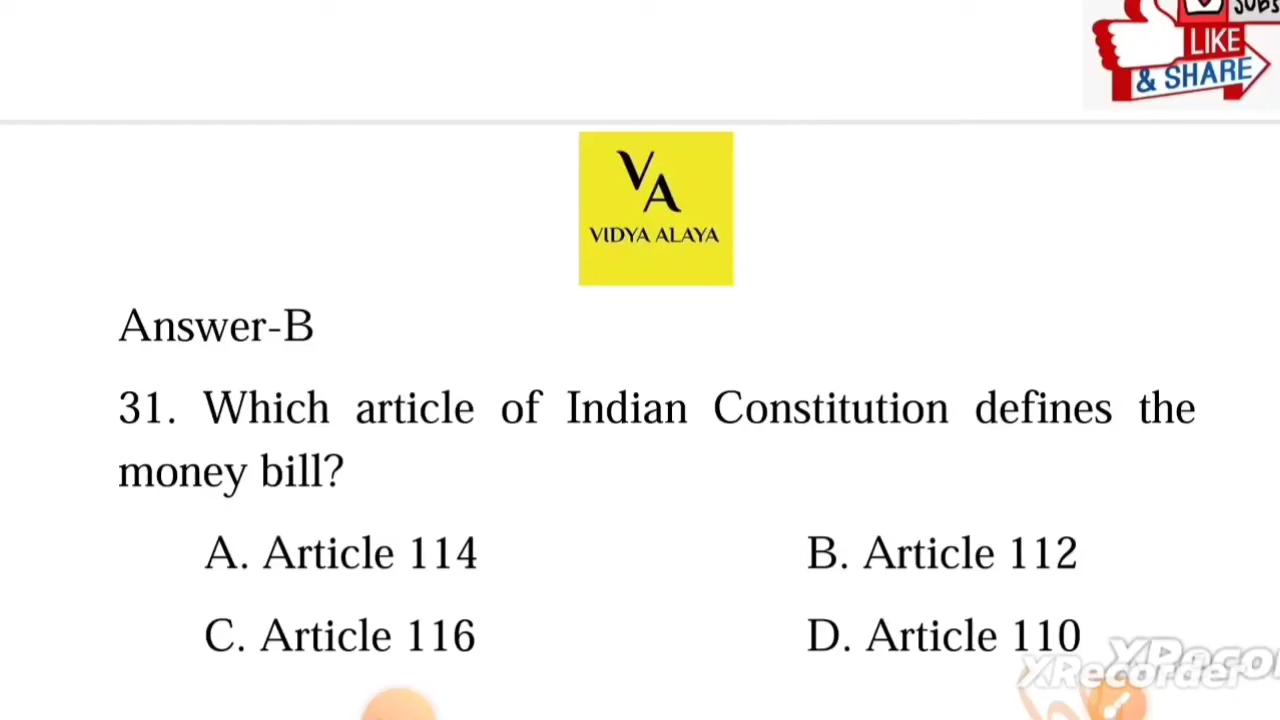 LIKE
& SHARE
VA
VIDYA ALAYA
Answer-B
31. Which article of Indian Constitution defines the
money bill?
A. Article 114 B. Article 112
C. Article 116 D. Article 110
XRecorder